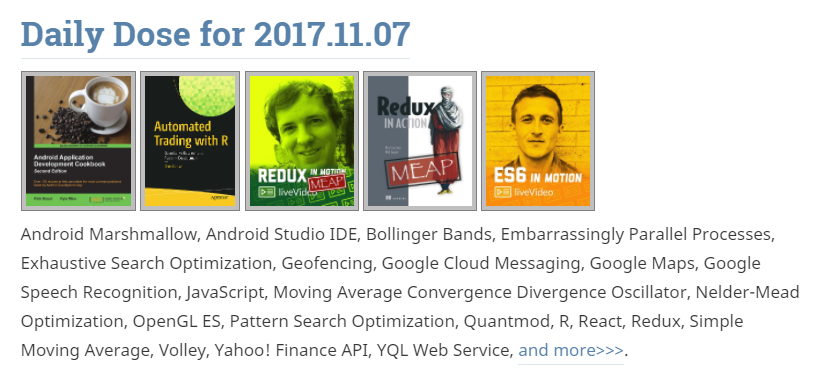 Daily Dose for 2017.11.07
Android Application
Development Cookbook
Second Edition
Automated
Trading with R
Apress
REDUX IN MOTION
MEAP
liveVideo
Redux
IN ACTION
MEAP
ES6 IN MOTION
liveVideo
Android Marshmallow, Android Studio IDE, Bollinger Bands, Embarrassingly Parallel Processes,
Exhaustive Search Optimization, Geofencing, Google Cloud Messaging, Google Maps, Google
Speech Recognition, JavaScript, Moving Average Convergence Divergence Oscillator, Nelder-Mead
Optimization, OpenGL ES, Pattern Search Optimization, Quantmod, R, React, Redux, Simple
Moving Average, Volley, Yahoo! Finance API, YQL Web Service, and more>>>.